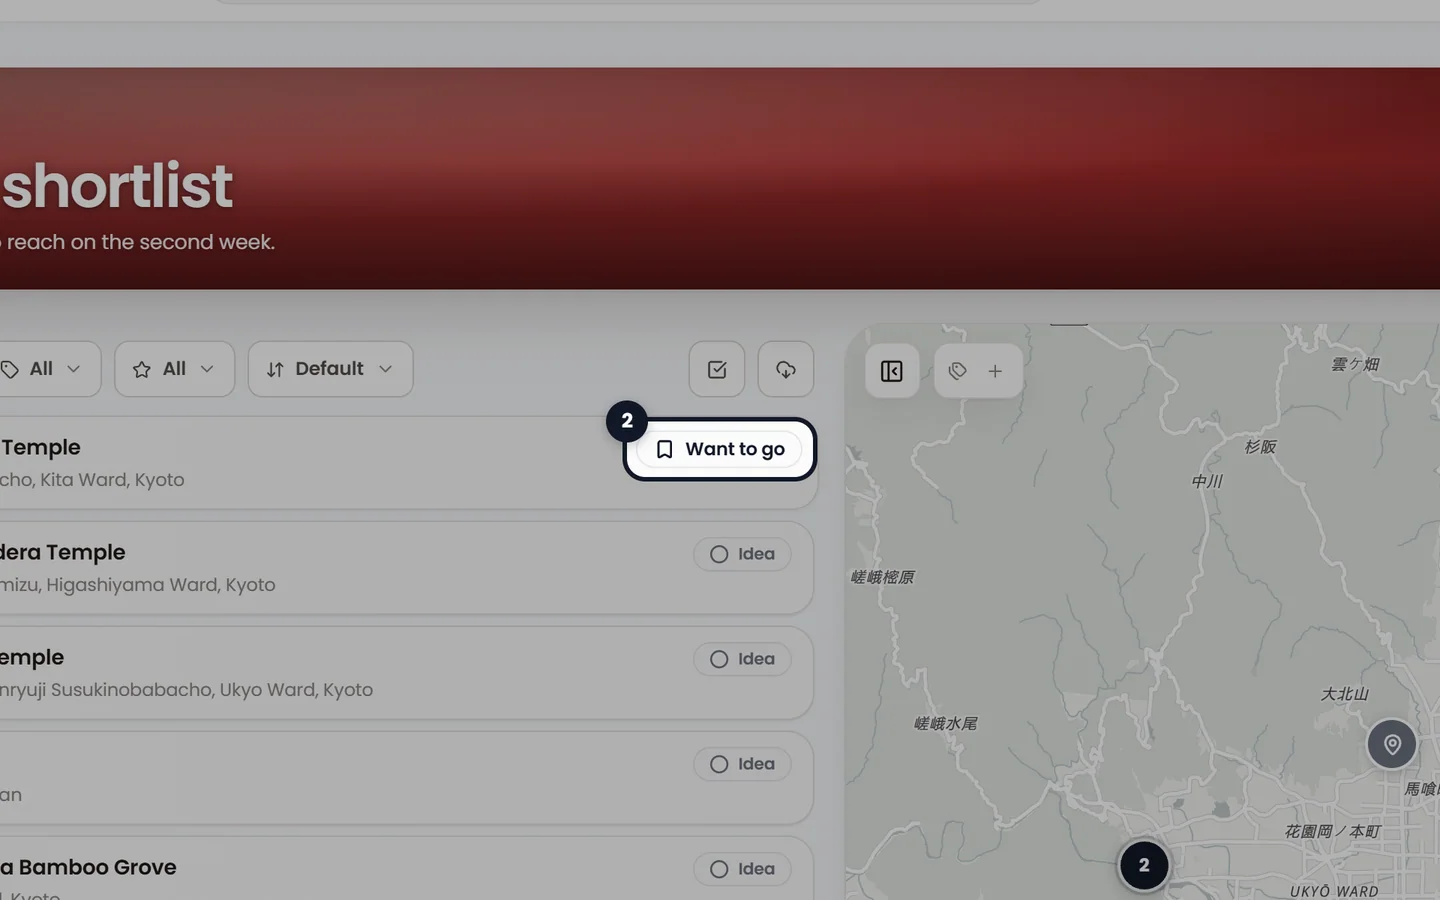 shortlist
reach on the second week.
All
All
Default
2
Want to go
Temple
cho, Kita Ward, Kyoto
dera Temple
mizu, Higashiyama Ward, Kyoto
Idea
emple
nryuji Susukinobabacho, Ukyo Ward, Kyoto
Idea
an
Idea
a Bamboo Grove
Idea
雲ケ畑
杉阪
中川
嵯峨樒原
大北山
嵯峨水尾
花園岡ノ本町
2
UKYŌ WARD